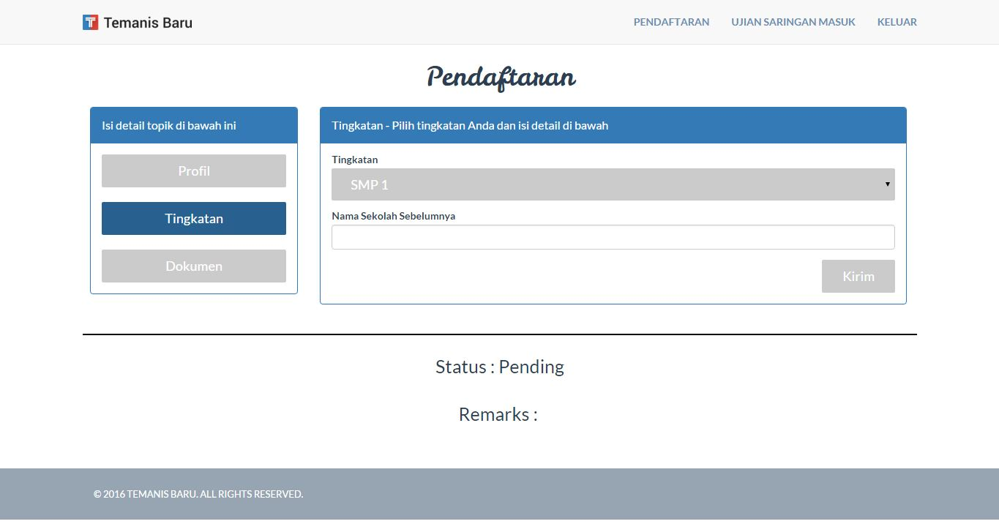 Temanis Baru
PENDAFTARAN
UJIAN SARINGAN MASUK
KELUAR
Pendaftaran
Isi detail topik di bawah ini
Profil
Tingkatan
Dokumen
Tingkatan - Pilih tingkatan Anda dan isi detail di bawah
Tingkatan
SMP 1
Nama Sekolah Sebelumnya
Kirim
Status : Pending
Remarks :
© 2016 TEMANIS BARU. ALL RIGHTS RESERVED.